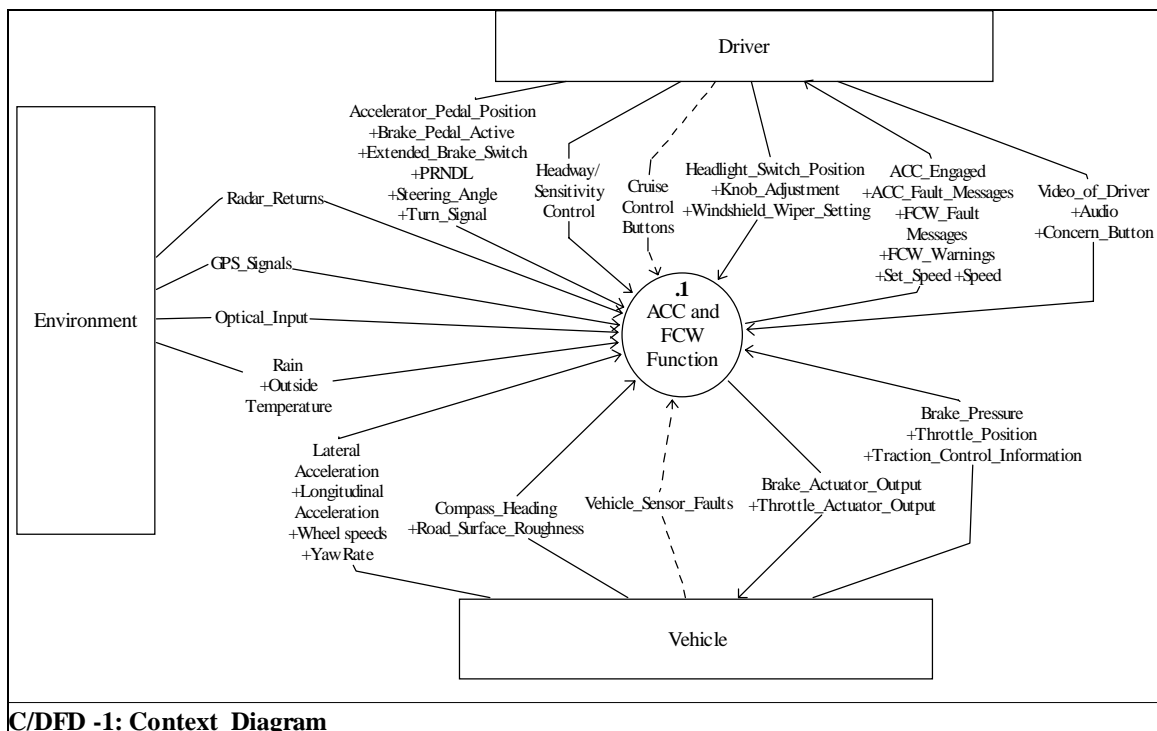 Driver
Accelerator_Pedal_Position
+Brake_Pedal_Active
+Extended_Brake_Switch
+PRNDL
+Steering_Angle
+Turn_Signal
Headway/
Sensitivity
Control
Cruise
Control
Buttons
Headlight_Switch_Position
+Knob_Adjustment
+Windshield_Wiper_Setting
ACC_Engaged
+ACC_Fault_Messages
+FCW_Fault
Messages
+FCW_Warnings
+Set_Speed +Speed
Video_of_Driver
+Audio
+Concern_Button
Environment
Radar_Returns
GPS_Signals
Optical_Input
Rain
+Outside
Temperature
.1
ACC and
FCW
Function
Lateral
Acceleration
+Longitudinal
Acceleration
+Wheel speeds
+Yaw Rate
Compass_Heading
+Road_Surface_Roughness
Vehicle_Sensor_Faults
Brake_Actuator_Output
+Throttle_Actuator_Output
Brake_Pressure
+Throttle_Position
+Traction_Control_Information
Vehicle
C/DFD -1: Context_Diagram